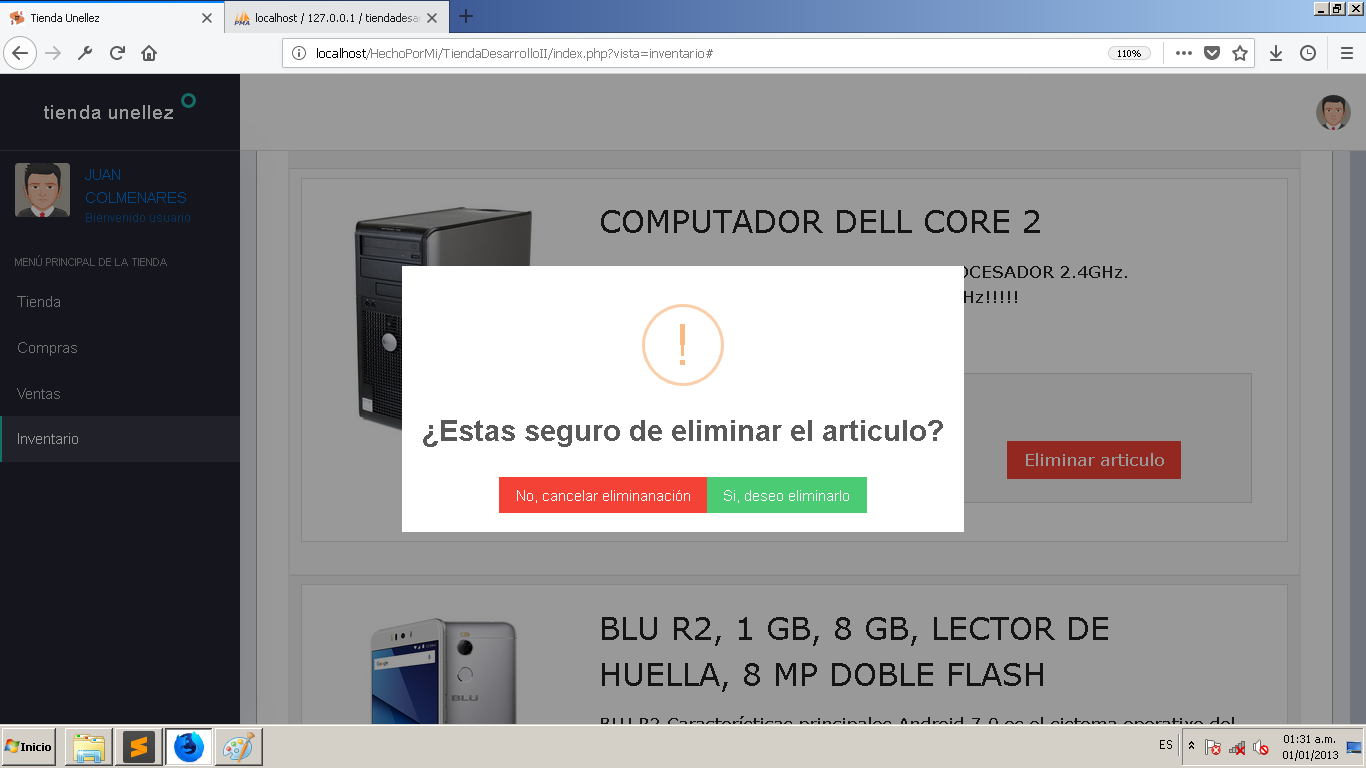 Tienda Unellez
localhost / 127.0.0.1 / tiendadesa
localhost/HechoPorMi/TiendaDesarrolloII/index.php?vista=inventario#
110%
tienda unellez
JUAN
COLMENARES
Bienvenido usuario
MENÚ PRINCIPAL DE LA TIENDA
Tienda
Compras
Ventas
Inventario
COMPUTADOR DELL CORE 2
OCESADOR 2.4GHz.
Hz!!!!!
!
¿Estas seguro de eliminar el articulo?
No, cancelar eliminanación
Si, deseo eliminarlo
Eliminar articulo
BLU R2, 1 GB, 8 GB, LECTOR DE
HUELLA, 8 MP DOBLE FLASH
BLU R2 Características principales Android 7.0 es el sistema operativo del
BLU
Inicio
ES
01:31 a.m.
01/01/2013